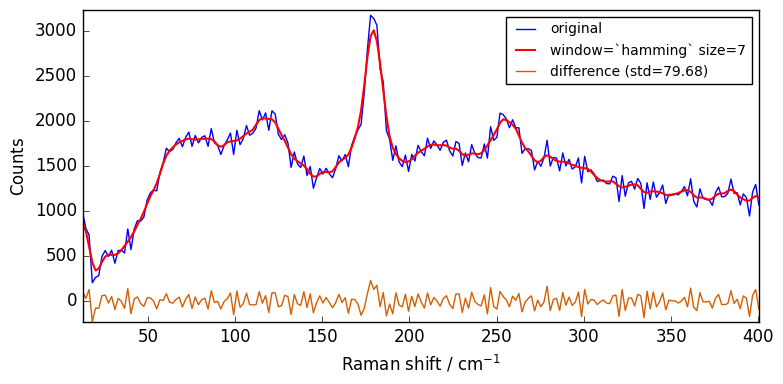 3000
2500
2000
1500
1000
500
0
Counts
original
window=`hamming` size=7
difference (std=79.68)
50 100 150 200 250 300 350 400
Raman shift / cm⁻¹